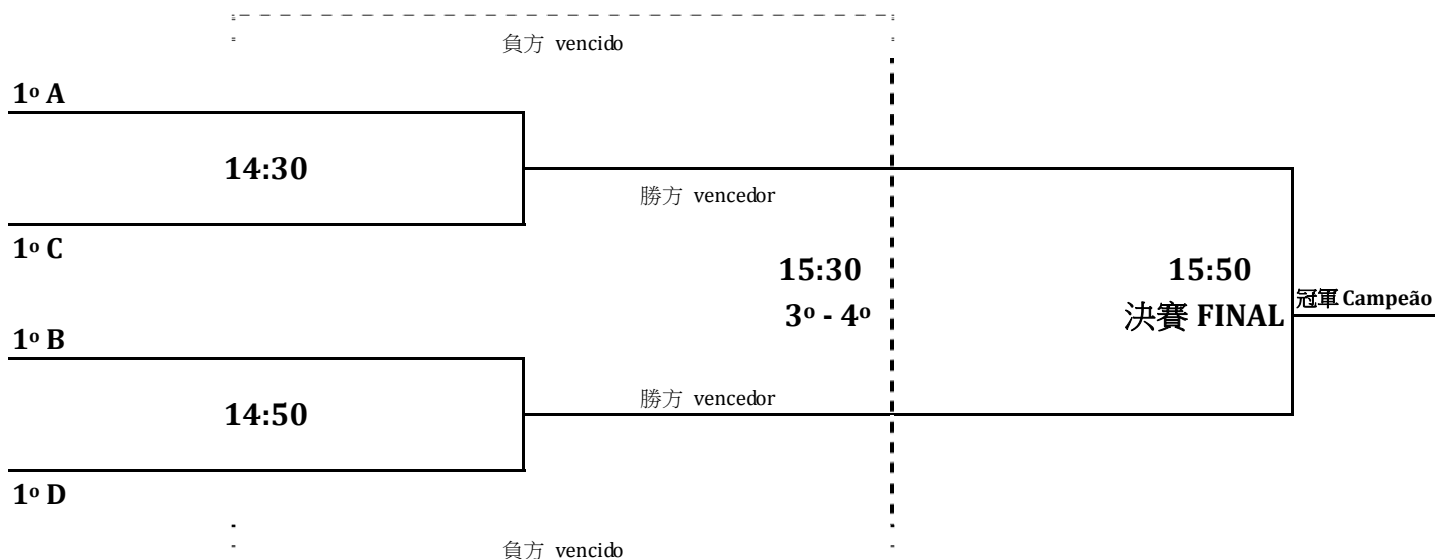 負方 vencido
1º A
14:30
勝方 vencedor
1º C
15:30
3º - 4º
15:50
決賽 FINAL
冠軍 Campeão
1º B
勝方 vencedor
14:50
1º D
負方 vencido